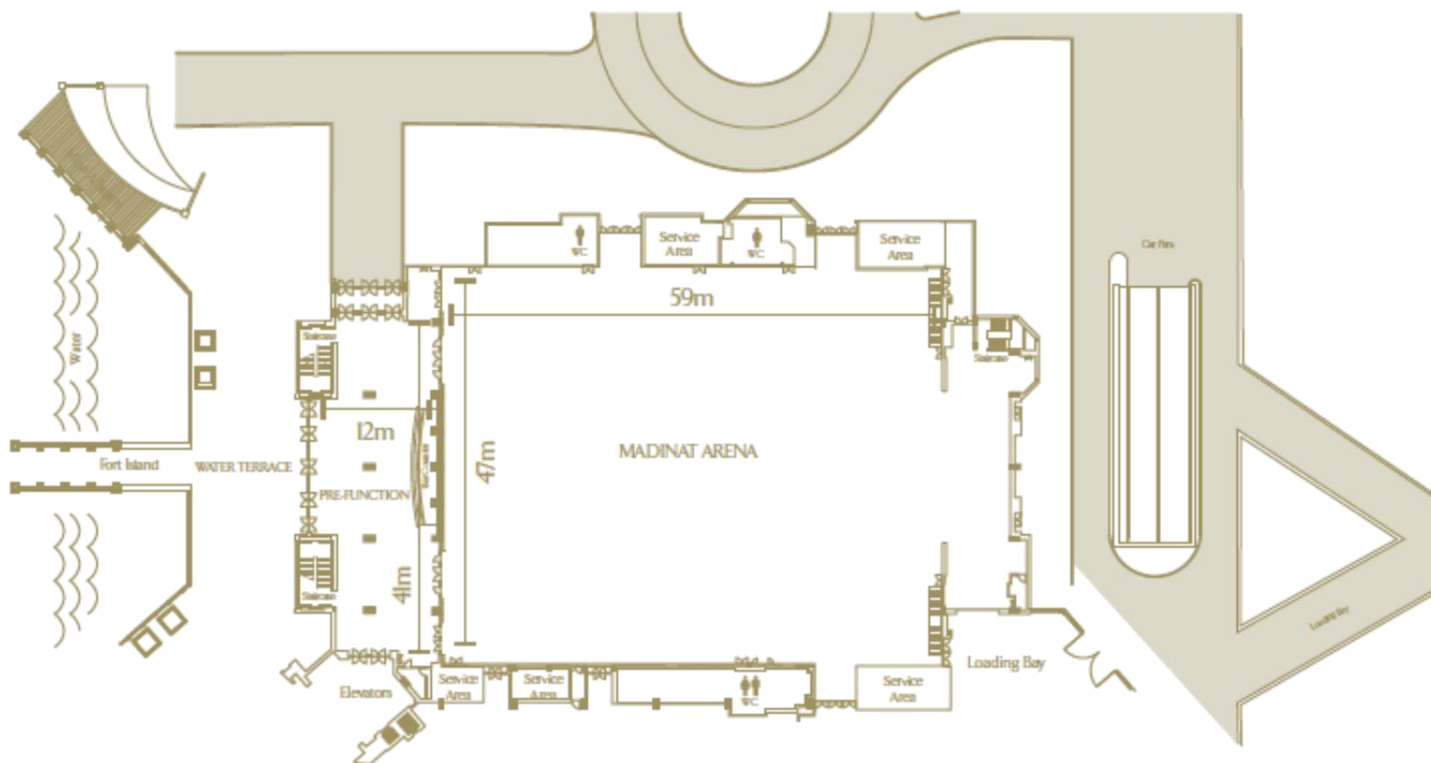 WC
Service
Area
WC
Service
Area
Car Park
59m
Staircase
Staircase
Water
12m
Fort Island
WATER TERRACE
PRE-FUNCTION
47m
MADINAT ARENA
41m
Staircase
Loading Bay
Elevators
Service
Area
Service
Area
WC
Service
Area
Loading Bay